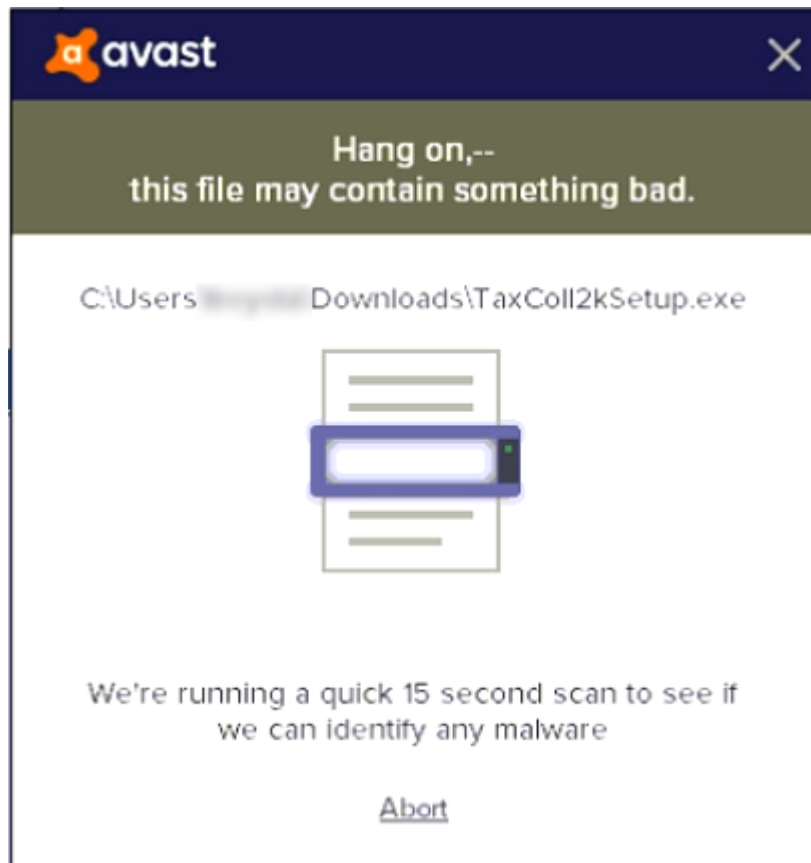 avast
Hang on,--
this file may contain something bad.
C:\Users Downloads\TaxColl2kSetup.exe
We're running a quick 15 second scan to see if
we can identify any malware
Abort